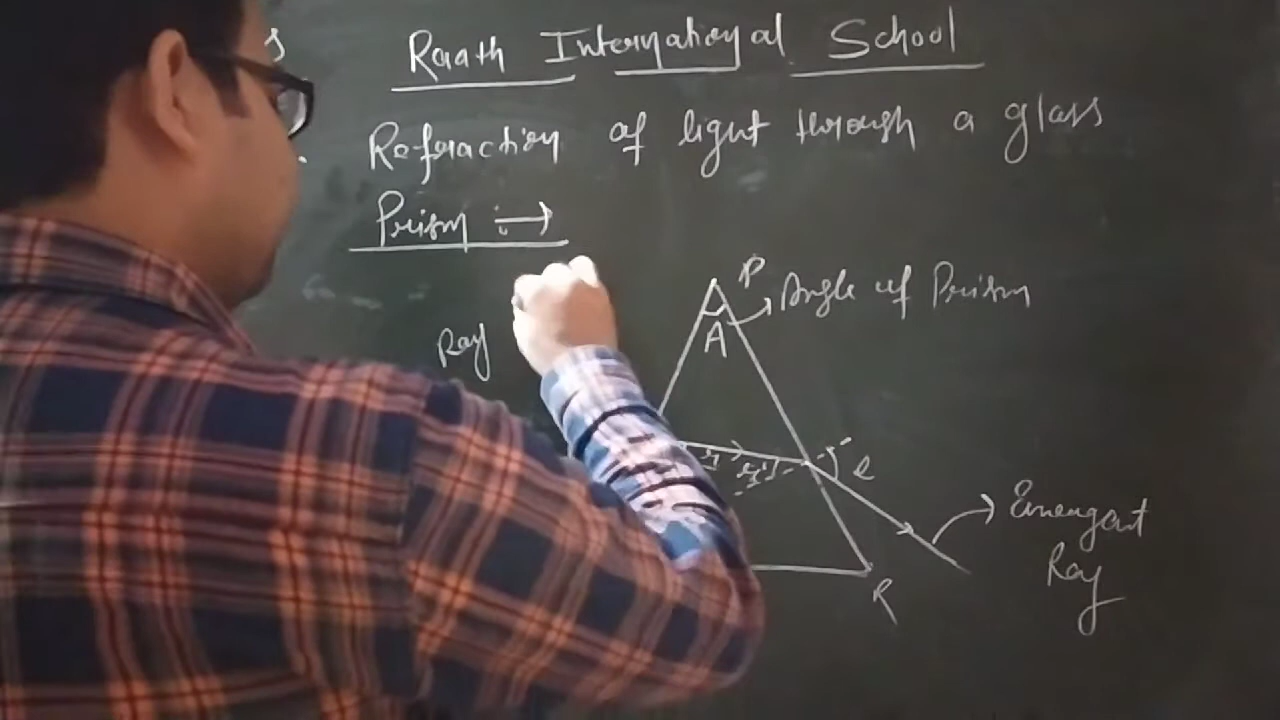 s
Raath International School
Refraction of light through a glass
Prism :→
P
Angle of Prism
A
Ray
r
r'
e
Emergent
Ray
R